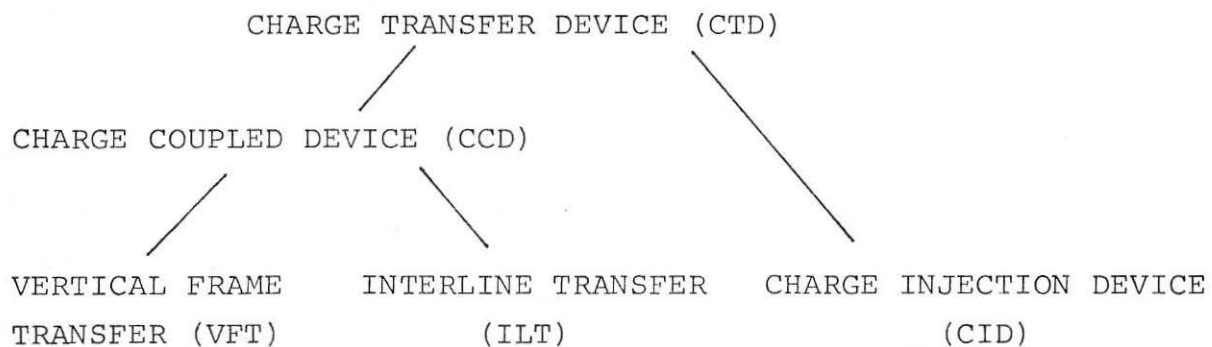 CHARGE TRANSFER DEVICE (CTD)
CHARGE COUPLED DEVICE (CCD)
VERTICAL FRAME
TRANSFER (VFT)
INTERLINE TRANSFER
(ILT)
CHARGE INJECTION DEVICE
(CID)